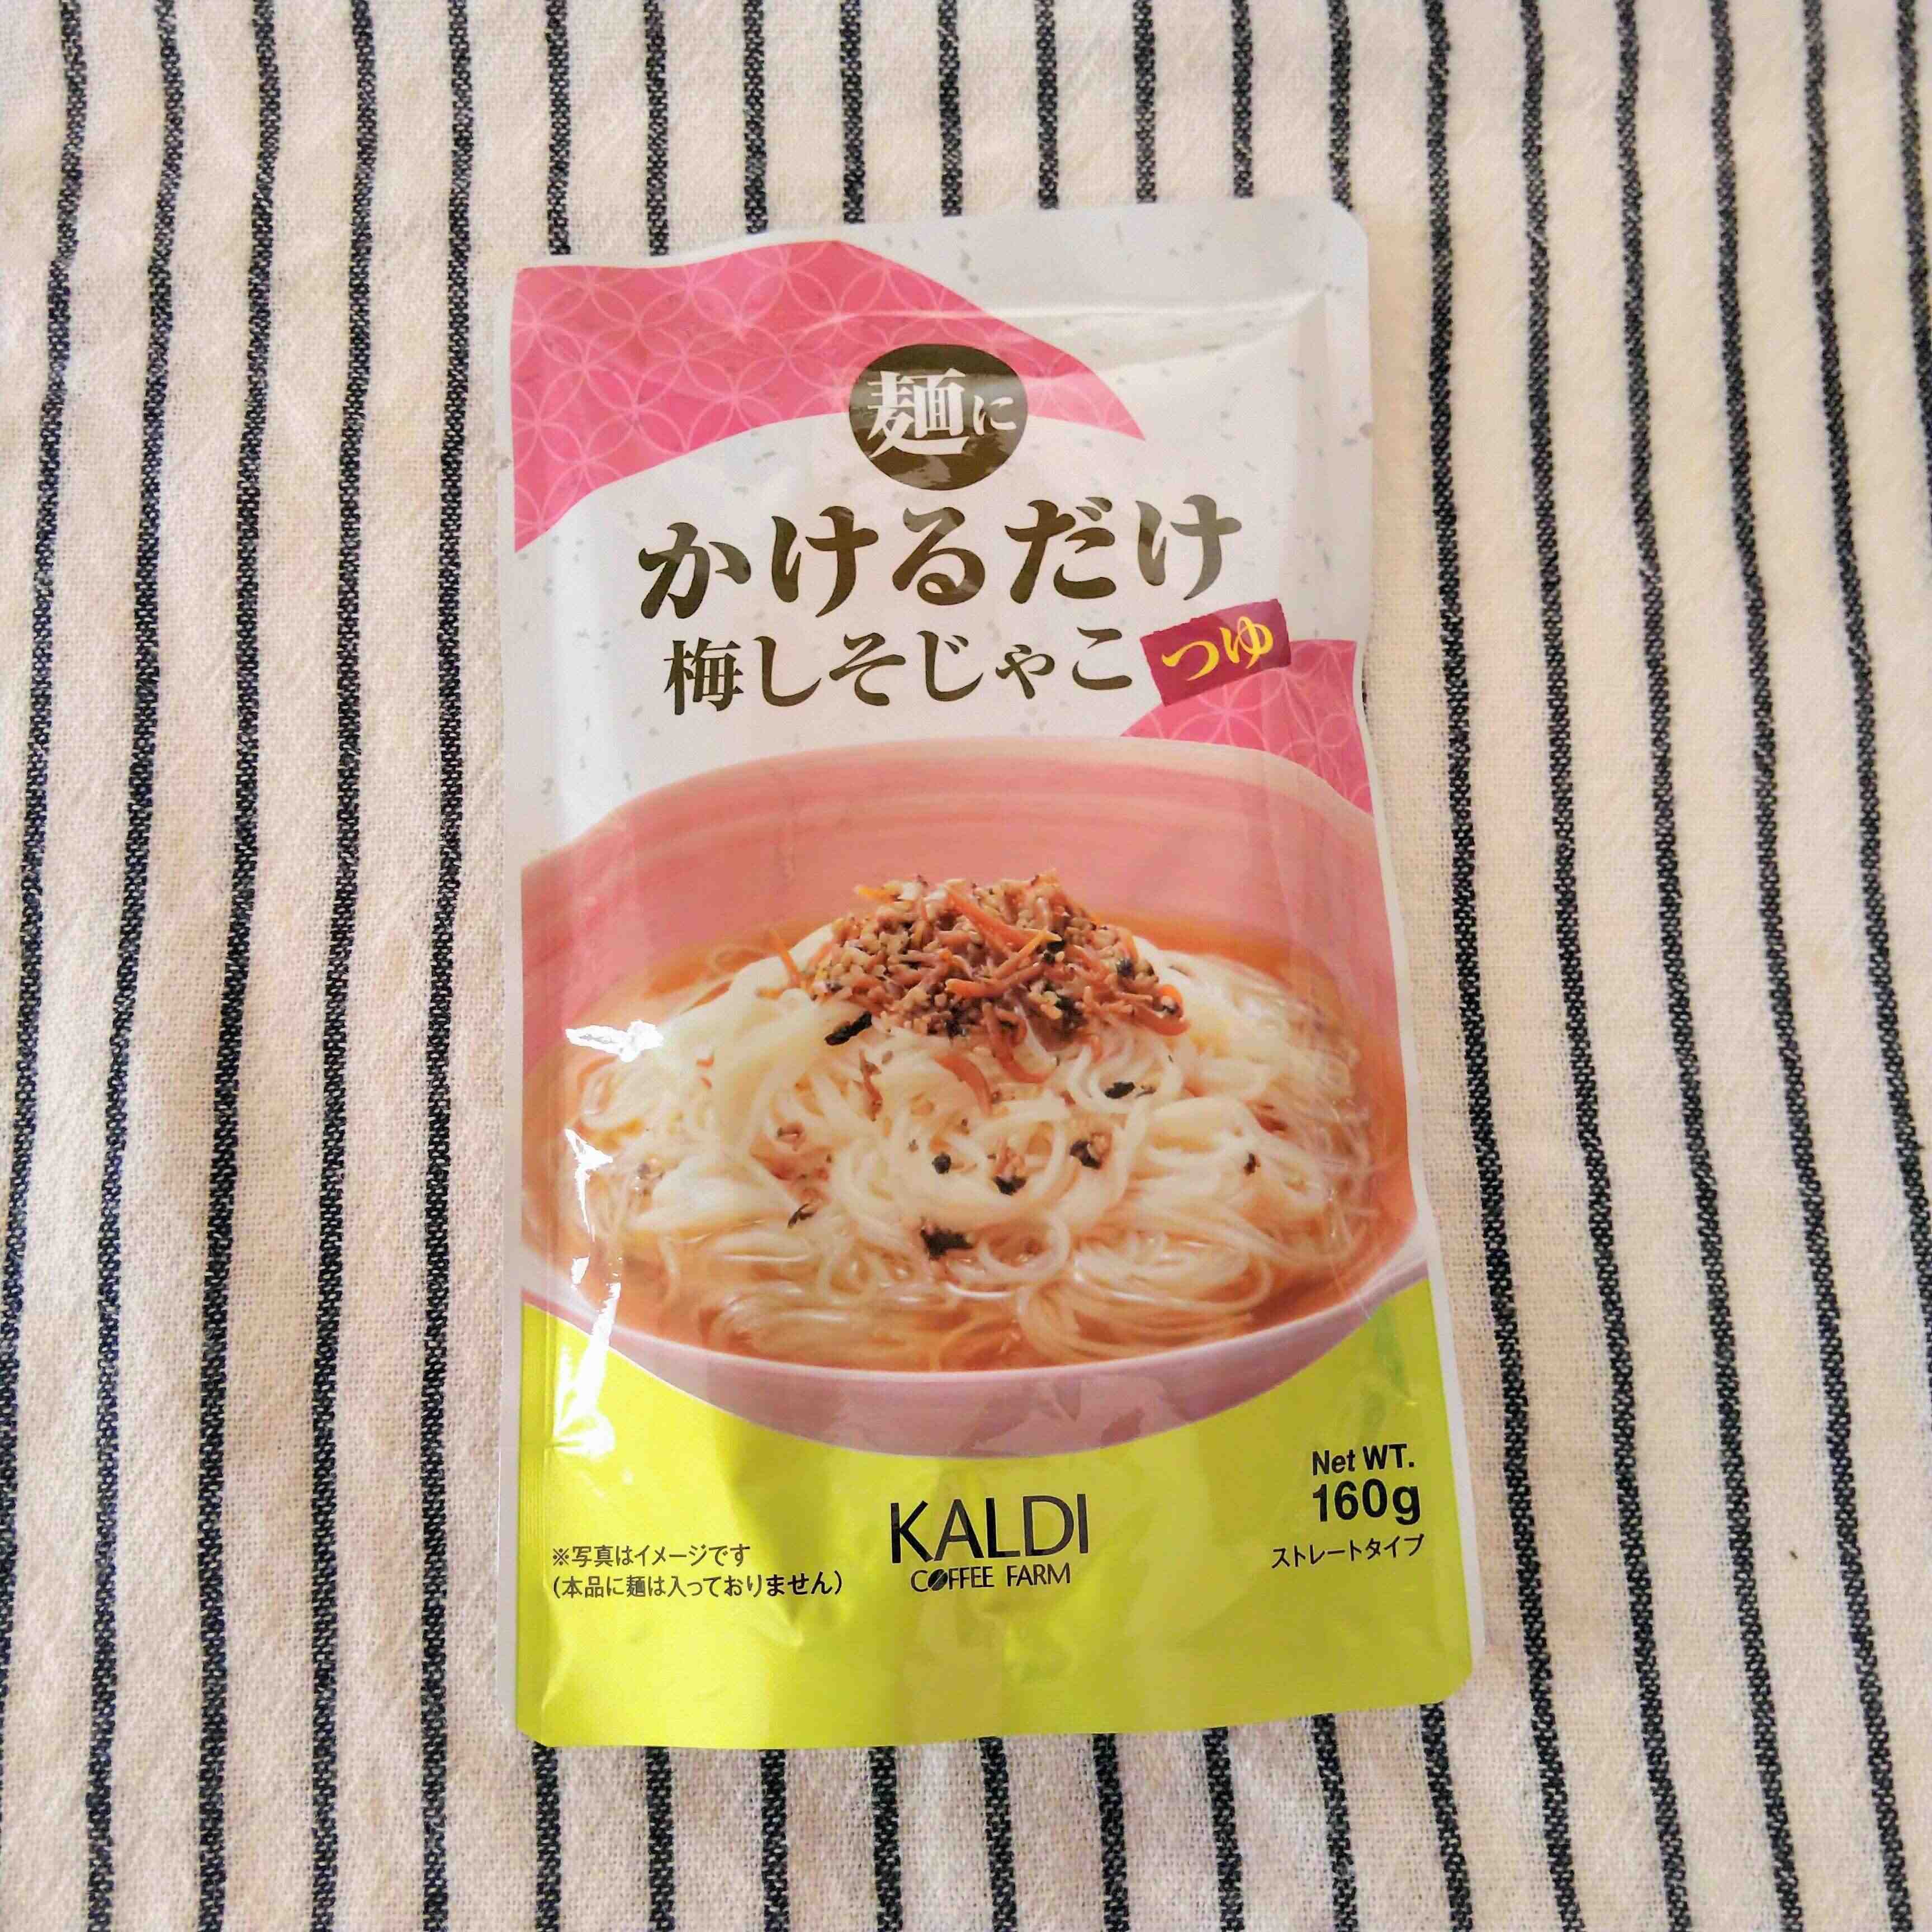 麺に
かけるだけ
梅しそじゃこ つゆ
Net WT.
160g
ストレートタイプ
KALDI
COFFEE FARM
※写真はイメージです
(本品に麺は入っておりません)